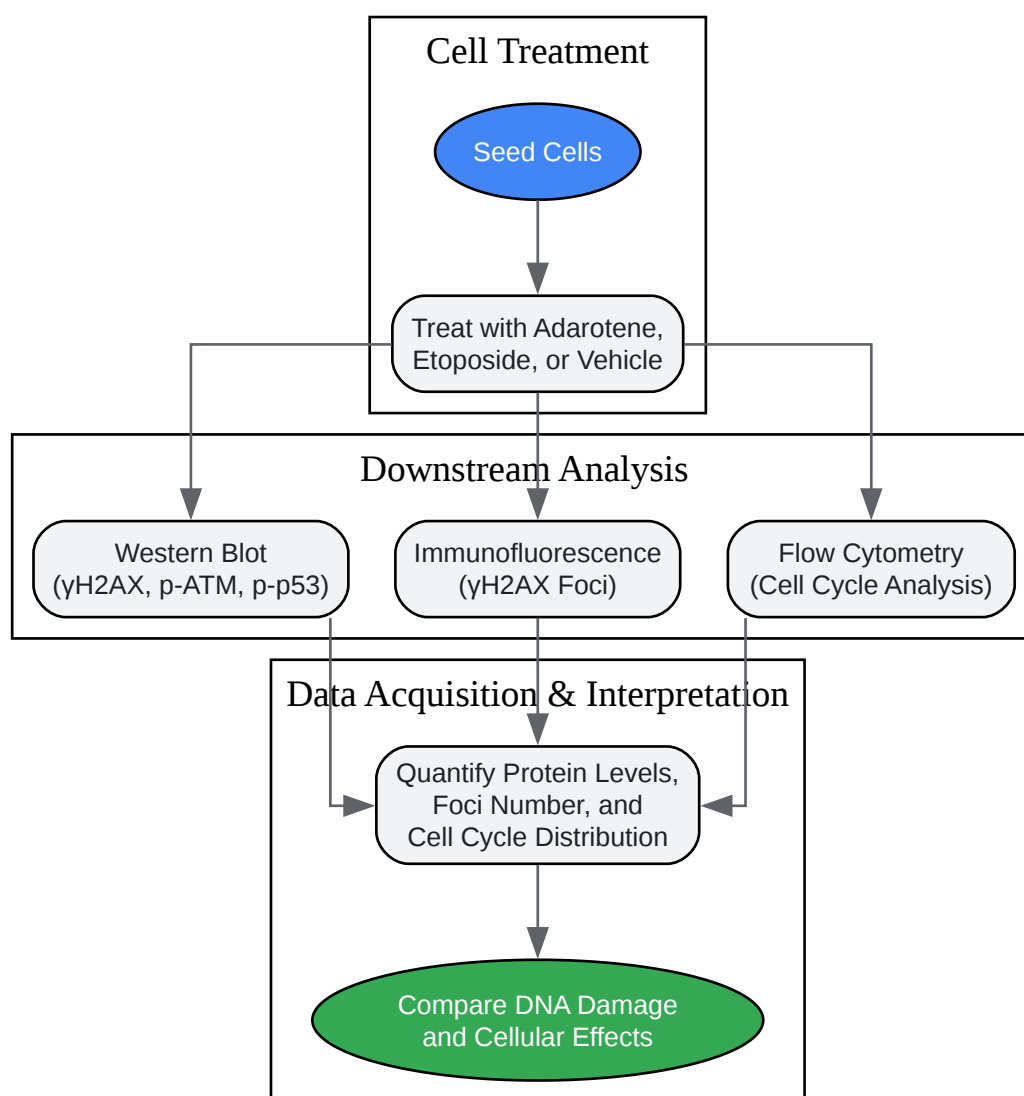 Cell Treatment
Seed Cells
Treat with Adarotene,
Etoposide, or Vehicle
Downstream Analysis
Western Blot
(γH2AX, p-ATM, p-p53)
Immunofluorescence
(γH2AX Foci)
Flow Cytometry
(Cell Cycle Analysis)
Data Acquisition & Interpretation
Quantify Protein Levels,
Foci Number, and
Cell Cycle Distribution
Compare DNA Damage
and Cellular Effects